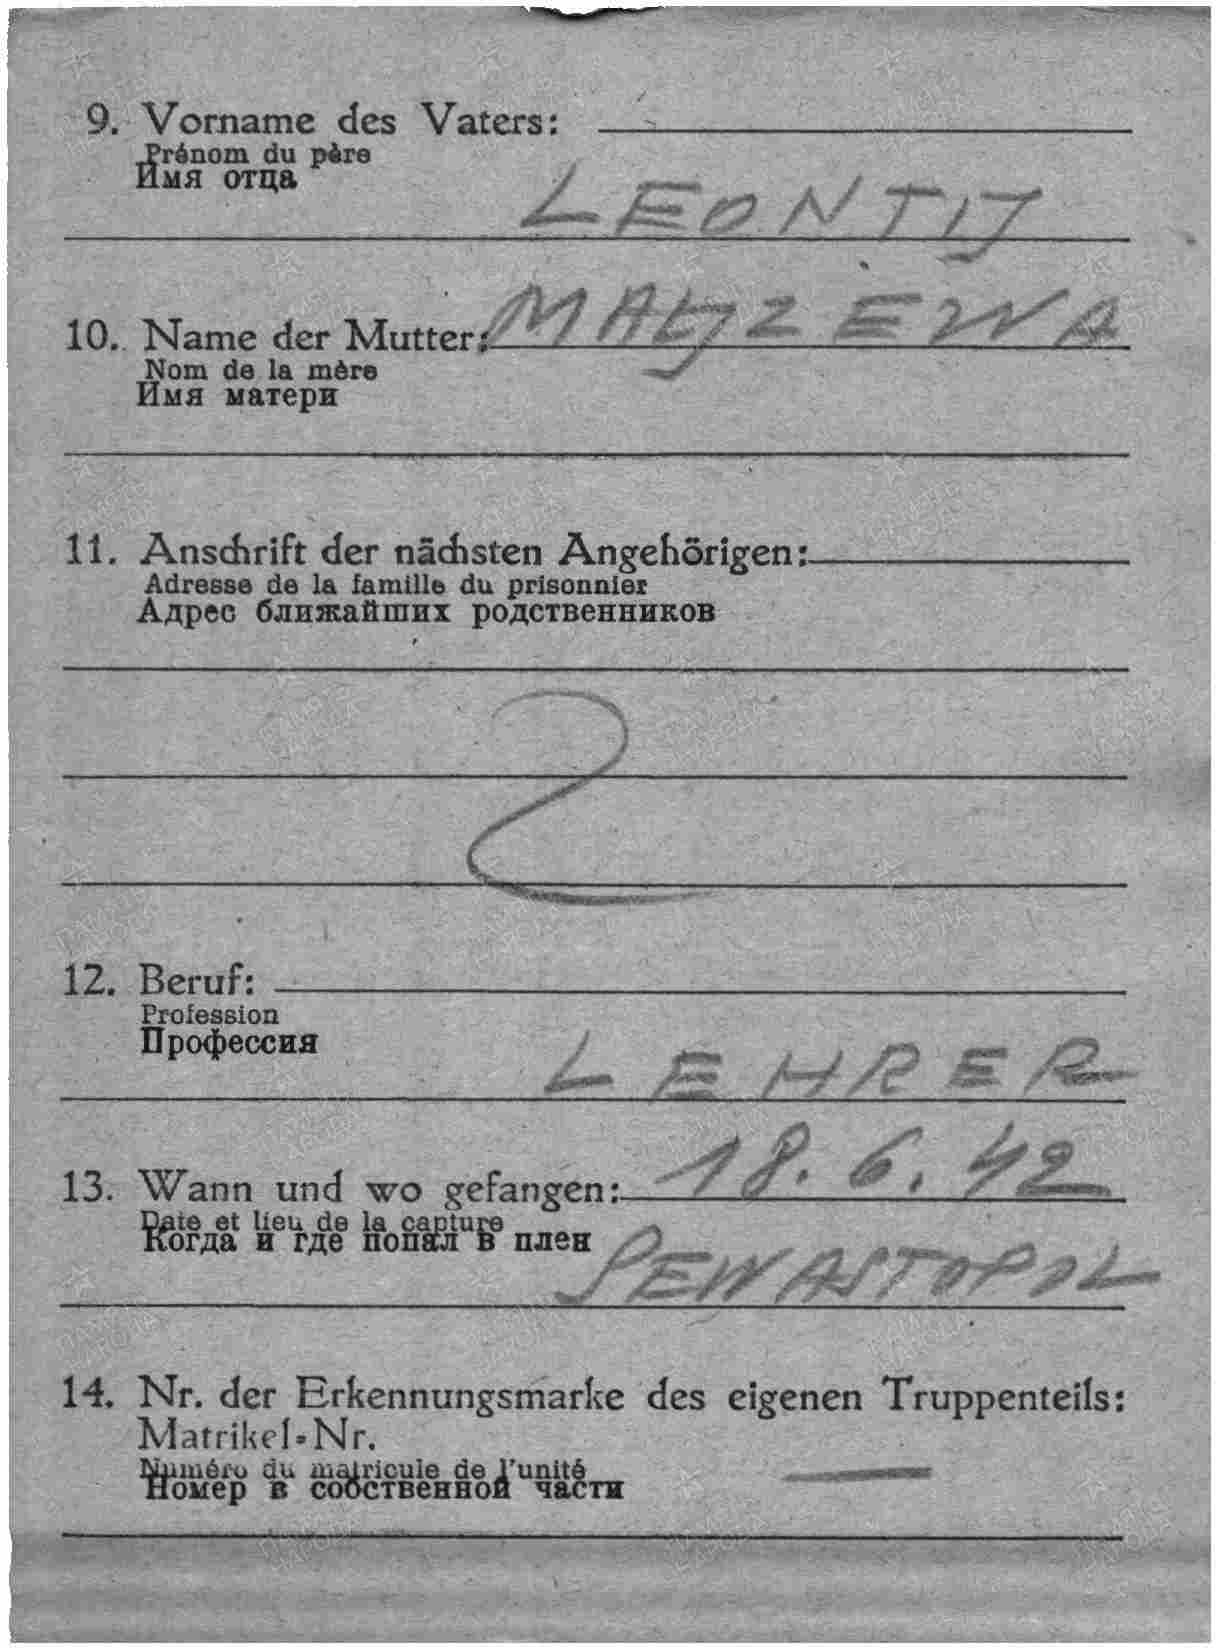 9. Vorname des Vaters:
Prénom du père
Имя отца
LEONTIJ
10. Name der Mutter:
Nom de la mère
Имя матери
11. Anschrift der nächsten Angehörigen:
Adresse de la famille du prisonnier
Адрес ближайших родственников
12. Beruf:
Profession
Профессия
LEHRER
13. Wann und wo gefangen: 18.6.42
Date et lieu de la capture
Когда и где попал в плен
SEWASTOPOL
14. Nr. der Erkennungsmarke des eigenen Truppenteils:
Matrikel-Nr.
Numéro du matricule de l'unité
Номер в собственной части